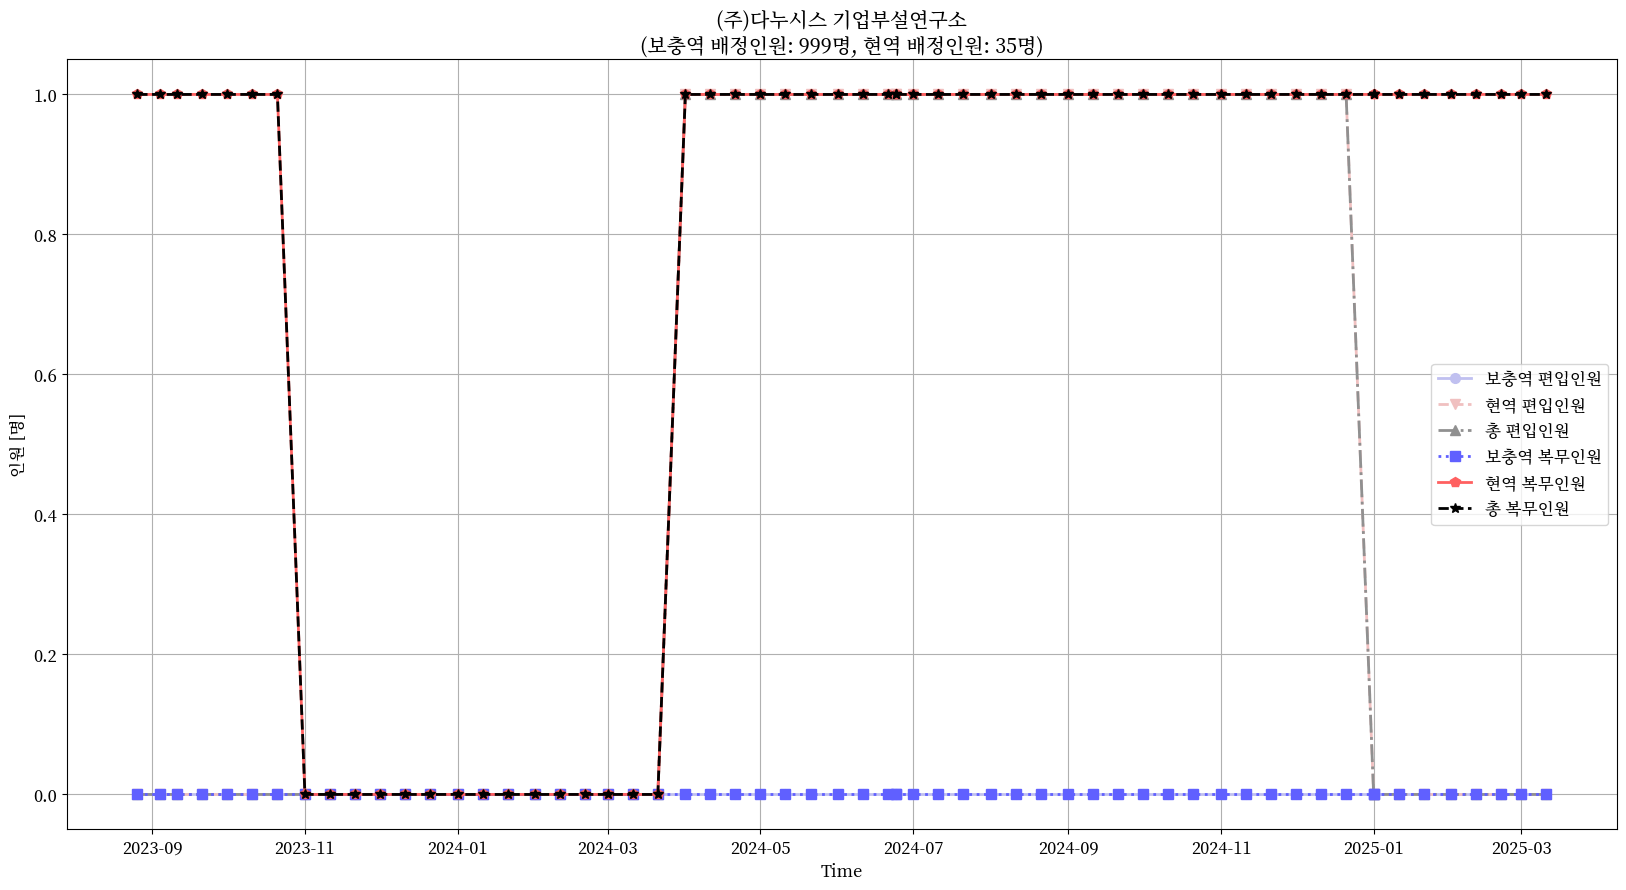 (주)다누시스 기업부설연구소
(보충역 배정인원: 999명, 현역 배정인원: 35명)
1.0
0.8
0.6
0.4
0.2
0.0
인원 [명]
보충역 편입인원
현역 편입인원
총 편입인원
보충역 복무인원
현역 복무인원
총 복무인원
2023-09 2023-11 2024-01 2024-03 2024-05 2024-07 2024-09 2024-11 2025-01 2025-03
Time